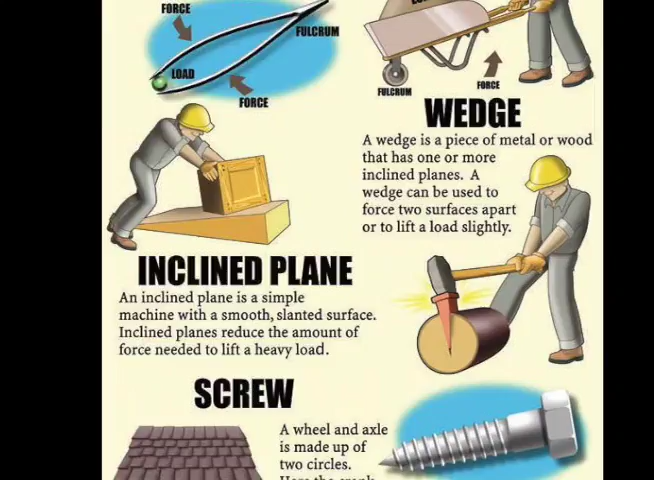 FORCE
FULCRUM
LOAD
FORCE
FULCRUM
FORCE
WEDGE
A wedge is a piece of metal or wood
that has one or more
inclined planes. A
wedge can be used to
force two surfaces apart
or to lift a load slightly.
INCLINED PLANE
An inclined plane is a simple
machine with a smooth, slanted surface.
Inclined planes reduce the amount of
force needed to lift a heavy load.
SCREW
A wheel and axle
is made up of
two circles.
Here the crank